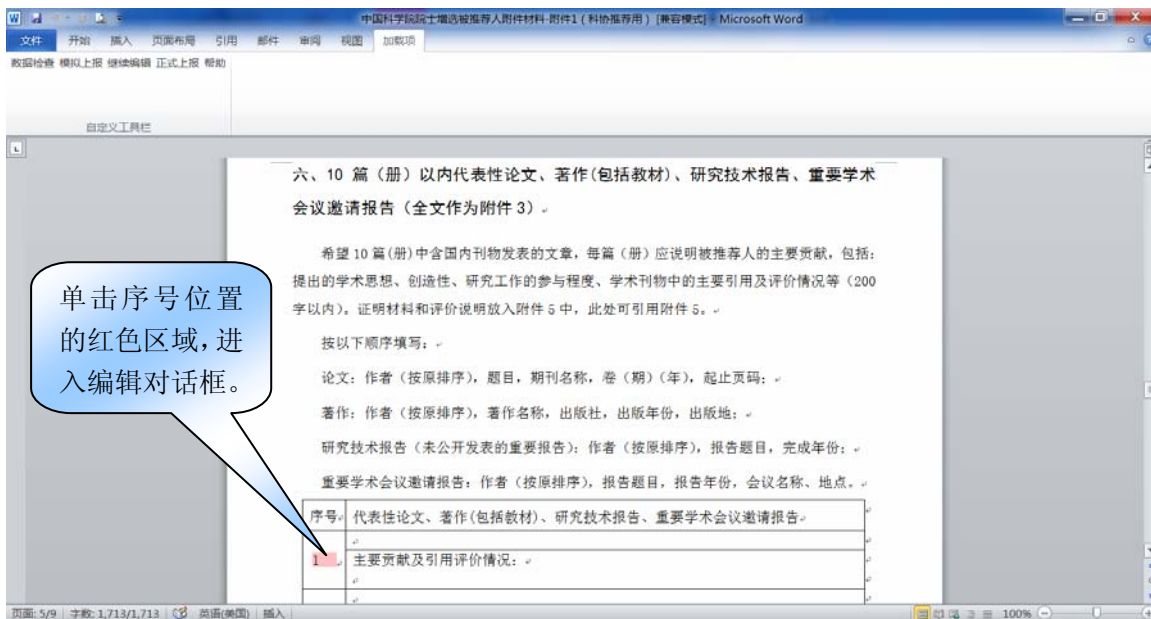 中国科学院院士增选被推荐人附件材料-附件1（科协推荐用） [兼容模式] - Microsoft Word
文件 开始 插入 页面布局 引用 邮件 审阅 视图 加载项
数据检查 模拟上报 继续编辑 正式上报 帮助
自定义工具栏
六、10 篇（册）以内代表性论文、著作(包括教材)、研究技术报告、重要学术
会议邀请报告（全文作为附件 3）
希望 10 篇(册)中含国内刊物发表的文章，每篇（册）应说明被推荐人的主要贡献，包括：
提出的学术思想、创造性、研究工作的参与程度、学术刊物中的主要引用及评价情况等（200
字以内）。证明材料和评价说明放入附件 5 中，此处可引用附件 5。
按以下顺序填写：
论文：作者（按原排序），题目，期刊名称，卷（期）（年），起止页码；
著作：作者（按原排序），著作名称，出版社，出版年份，出版地；
研究技术报告（未公开发表的重要报告）：作者（按原排序），报告题目，完成年份；
重要学术会议邀请报告：作者（按原排序），报告题目，报告年份，会议名称、地点。
序号 代表性论文、著作(包括教材)、研究技术报告、重要学术会议邀请报告
1 主要贡献及引用评价情况：
单击序号位置
的红色区域，进
入编辑对话框。
页面: 5/9 字数: 1,713/1,713 英语(美国) 插入 100%